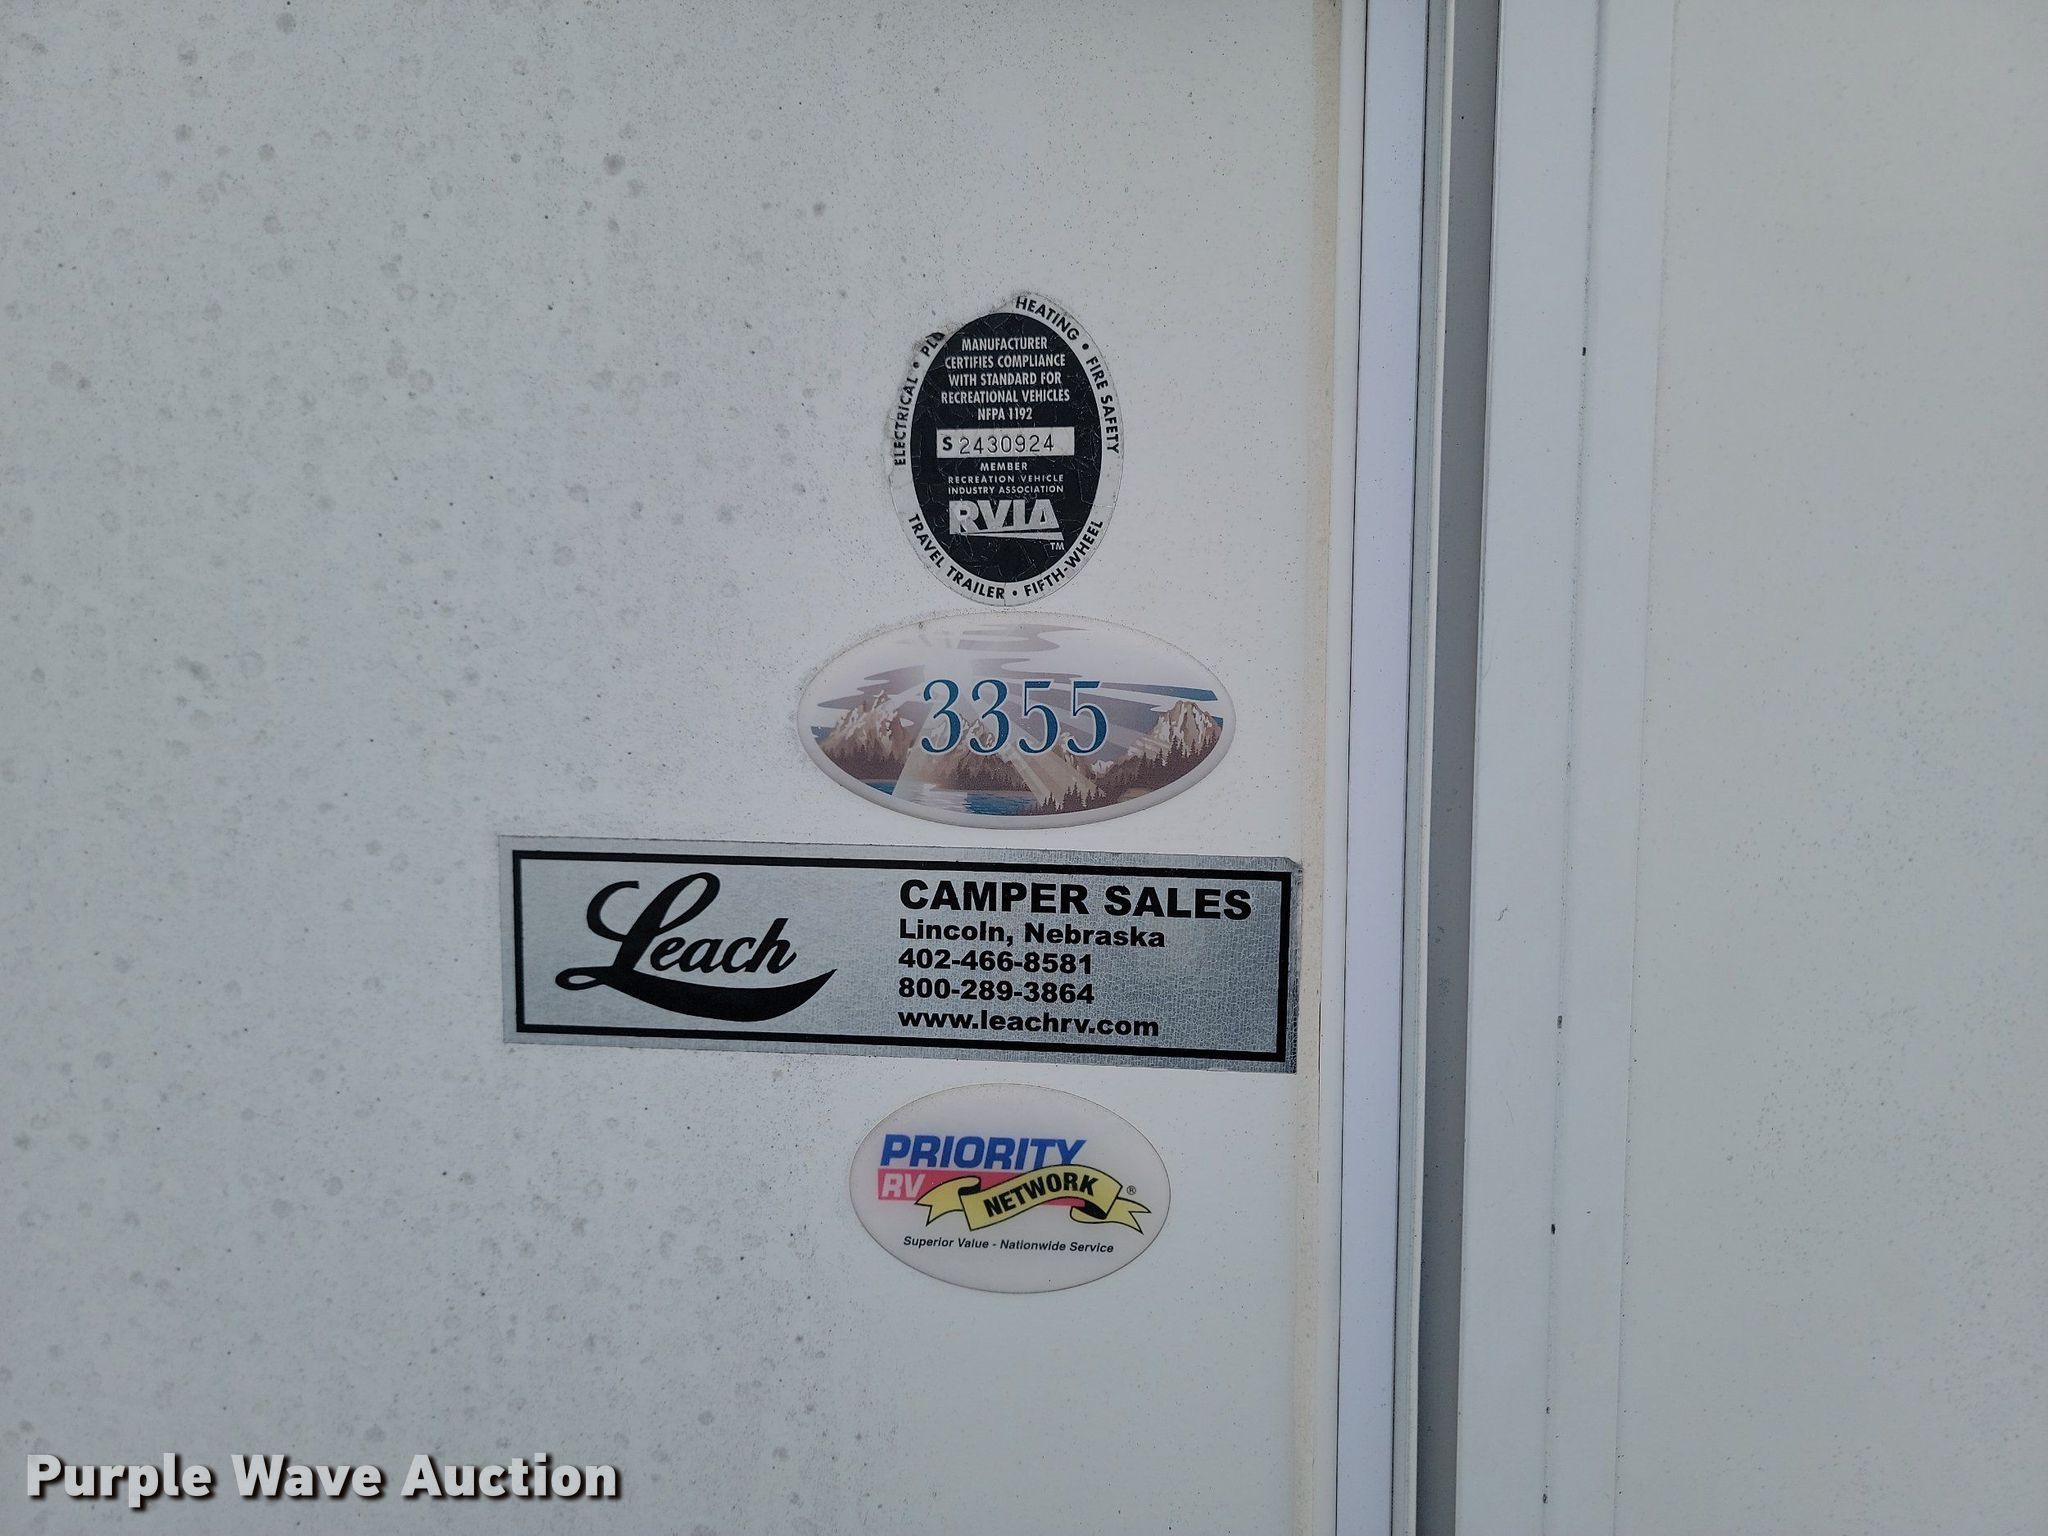 ELECTRICAL • PLU HEATING • FIRE SAFETY
MANUFACTURER
CERTIFIES COMPLIANCE
WITH STANDARD FOR
RECREATIONAL VEHICLES
NFPA 1192
S 2430924
MEMBER
RECREATION VEHICLE
INDUSTRY ASSOCIATION
RVIA
TM
TRAVEL TRAILER • FIFTH-WHEEL
3355
Leach
CAMPER SALES
Lincoln, Nebraska
402-466-8581
800-289-3864
www.leachrv.com
PRIORITY
RV NETWORK ®
Superior Value - Nationwide Service
Purple Wave Auction